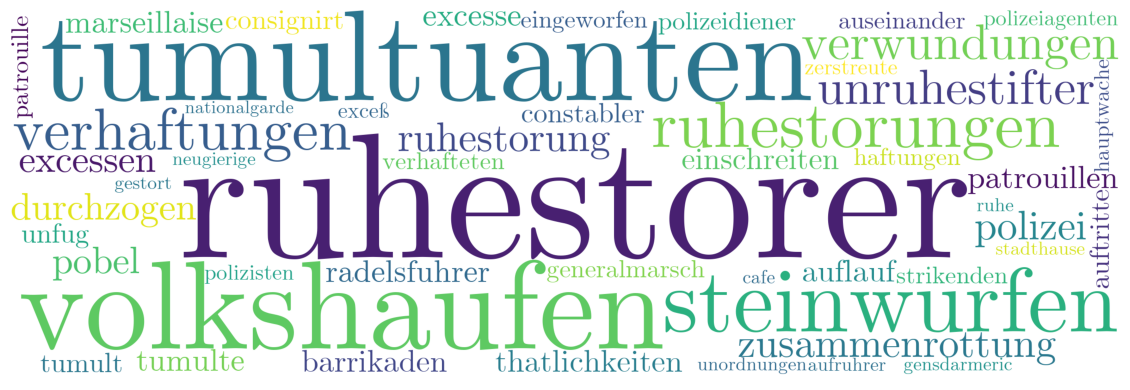 patrouille
marseillaise
consignirt
excesse
eingeworfen
polizeidiener
auseinander
polizeiagenten
tumultuanten
verwundungen
zerstreute
unruhestifter
hauptwache
nationalgarde
exceß
constabler
verhaftungen
ruhestorung
ruhestorungen
excessen
neugierige
verhafteten
einschreiten
haftungen
gestort
ruhestorer
patrouillen
durchzogen
ruhe
auftritten
unfug
polizei
stadthause
pobel
polizisten
radelsfuhrer
generalmarsch
cafe
auflauf
strikenden
volkshaufen
steinwurfen
zusammenrottung
tumult
tumulte
barrikaden
thatlichkeiten
unordnungen
aufruhrer
gensdarmeric